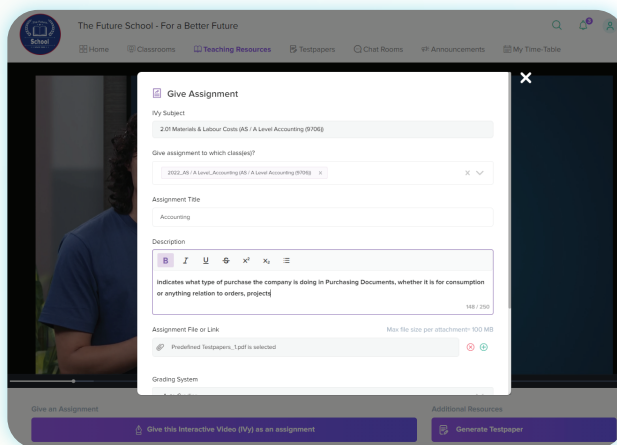 The Future School - For a Better Future
School
Home Classrooms Teaching Resources Testpapers Chat Rooms Announcements My Time-Table
Give Assignment
IVy Subject
2.01 Materials & Labour Costs (AS / A Level Accounting (9706))
Give assignment to which class(es)?
2022_AS / A Level_Accounting (AS / A Level Accounting (9706)) ×
Assignment Title
Accounting
Description
B I U S x² x₂
Indicates what type of purchase the company is doing in Purchasing Documents, whether it is for consumption
or anything relation to orders, projects
148 / 250
Assignment File or Link Max file size per attachment= 100 MB
Predefined Testpapers_1.pdf is selected
Grading System
Give an Assignment Additional Resources
Give this Interactive Video (IVy) as an assignment Generate Testpaper